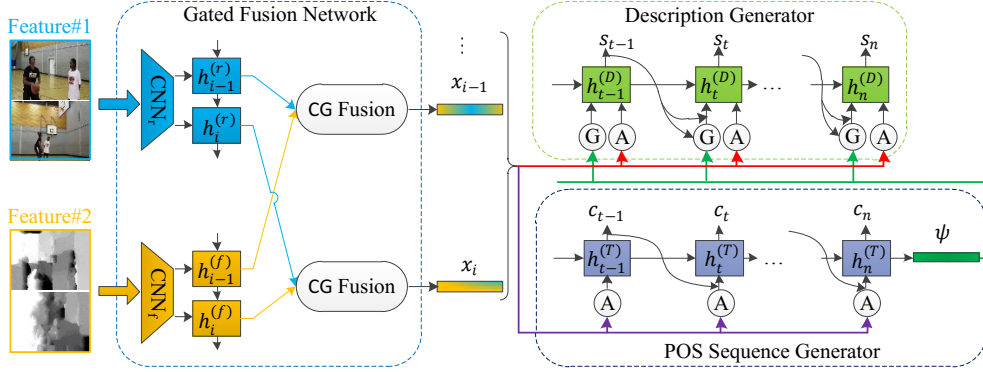 Feature#1
Gated Fusion Network
Description Generator
CNN_r
h_{i-1}^{(r)}
h_i^{(r)}
CG Fusion
⋮
x_{i-1}
s_{t-1}
s_t
s_n
h_{t-1}^{(D)}
h_t^{(D)}
...
h_n^{(D)}
G
A
G
A
G
A
Feature#2
CNN_f
h_{i-1}^{(f)}
h_i^{(f)}
CG Fusion
x_i
c_{t-1}
c_t
c_n
ψ
h_{t-1}^{(T)}
h_t^{(T)}
...
h_n^{(T)}
A
A
A
POS Sequence Generator